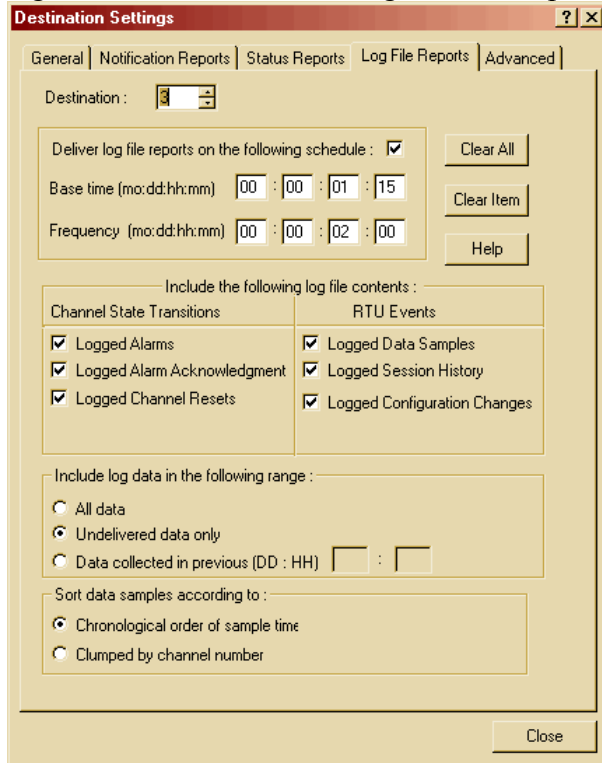 Destination Settings
? ×
General Notification Reports Status Reports Log File Reports Advanced
Destination : 3
Deliver log file reports on the following schedule :
Clear All
Base time (mo:dd:hh:mm) 00 : 00 : 01 : 15
Clear Item
Frequency (mo:dd:hh:mm) 00 : 00 : 02 : 00
Help
Include the following log file contents :
Channel State Transitions RTU Events
Logged Alarms Logged Data Samples
Logged Alarm Acknowledgment Logged Session History
Logged Channel Resets Logged Configuration Changes
Include log data in the following range :
All data
Undelivered data only
Data collected in previous (DD : HH) :
Sort data samples according to :
Chronological order of sample time
Clumped by channel number
Close